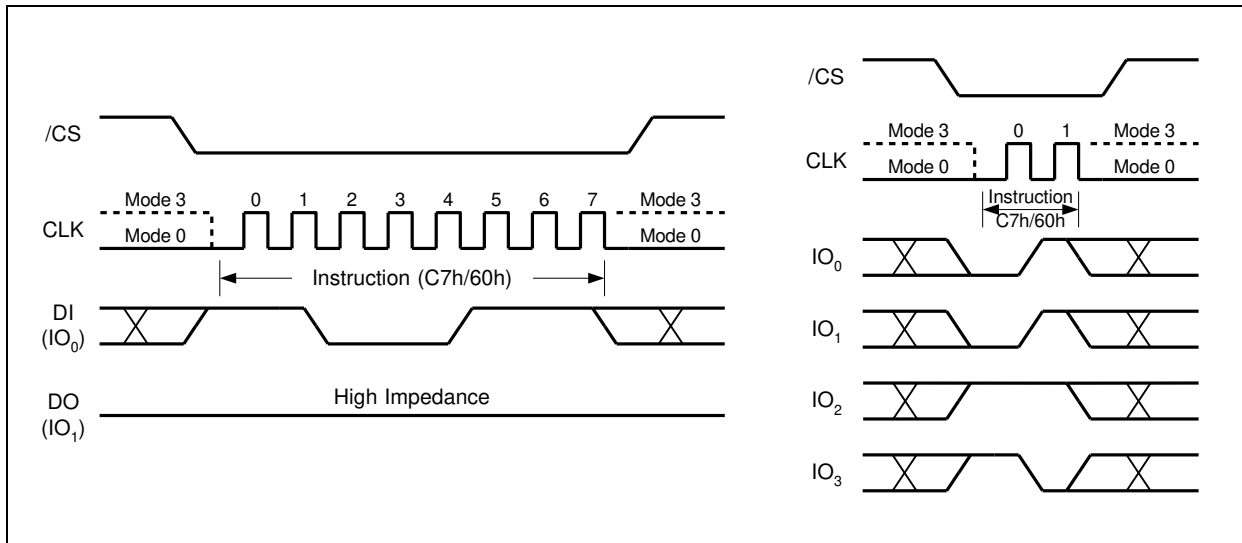 /CS
Mode 3
0 1 2 3 4 5 6 7
Mode 3
CLK
Mode 0
Mode 0
Instruction (C7h/60h)
DI
(IO0)
High Impedance
DO
(IO1)
/CS
Mode 3
0 1
Mode 3
CLK
Mode 0
Mode 0
Instruction
C7h/60h
IO0
IO1
IO2
IO3